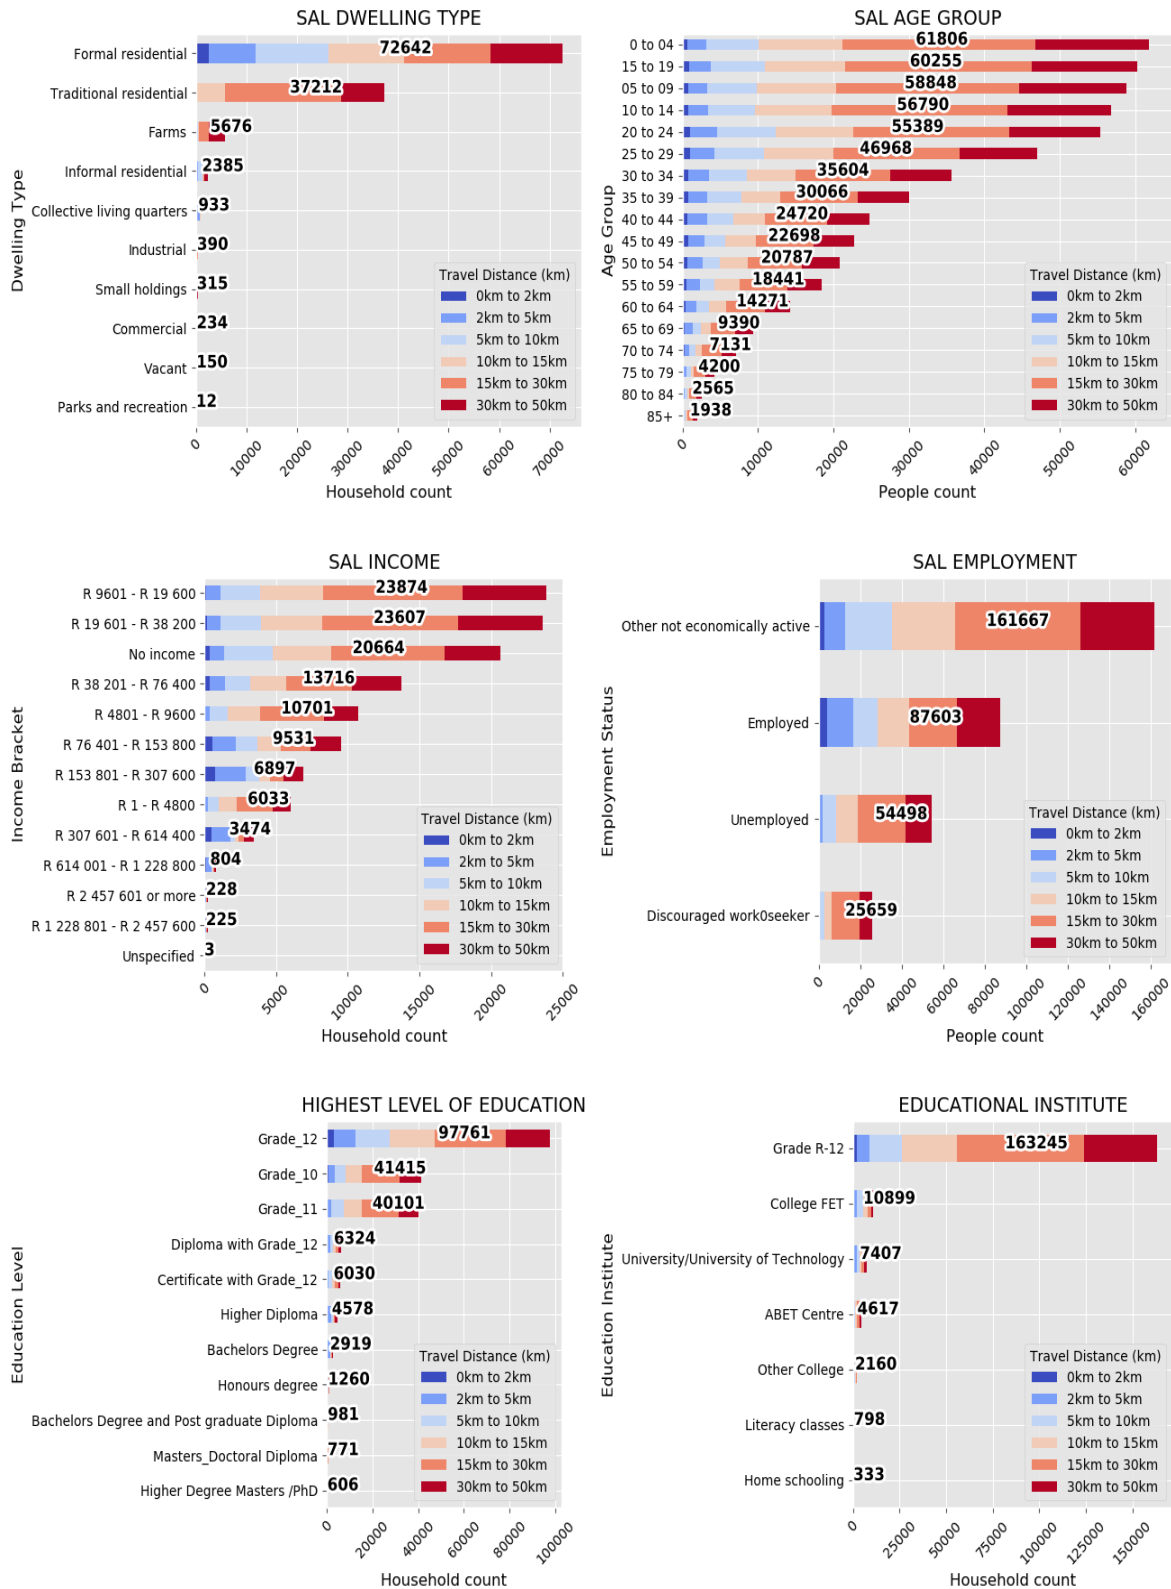 SAL DWELLING TYPE
Dwelling Type
Formal residential 72642
Traditional residential 37212
Farms 5676
Informal residential 2385
Collective living quarters 933
Industrial 390
Small holdings 315
Commercial 234
Vacant 150
Parks and recreation 12
Travel Distance (km)
0km to 2km
2km to 5km
5km to 10km
10km to 15km
15km to 30km
30km to 50km
0 10000 20000 30000 40000 50000 60000 70000
Household count
SAL AGE GROUP
Age Group
0 to 04 61806
15 to 19 60255
05 to 09 58848
10 to 14 56790
20 to 24 55389
25 to 29 46968
30 to 34 35604
35 to 39 30066
40 to 44 24720
45 to 49 22698
50 to 54 20787
55 to 59 18441
60 to 64 14271
65 to 69 9390
70 to 74 7131
75 to 79 4200
80 to 84 2565
85+ 1938
Travel Distance (km)
0km to 2km
2km to 5km
5km to 10km
10km to 15km
15km to 30km
30km to 50km
0 10000 20000 30000 40000 50000 60000
People count
SAL INCOME
Income Bracket
R 9601 - R 19 600 23874
R 19 601 - R 38 200 23607
No income 20664
R 38 201 - R 76 400 13716
R 4801 - R 9600 10701
R 76 401 - R 153 800 9531
R 153 801 - R 307 600 6897
R 1 - R 4800 6033
R 307 601 - R 614 400 3474
R 614 001 - R 1 228 800 804
R 2 457 601 or more 228
R 1 228 801 - R 2 457 600 225
Unspecified 3
Travel Distance (km)
0km to 2km
2km to 5km
5km to 10km
10km to 15km
15km to 30km
30km to 50km
0 5000 10000 15000 20000 25000
Household count
SAL EMPLOYMENT
Employment Status
Other not economically active 161667
Employed 87603
Unemployed 54498
Discouraged work0seeker 25659
Travel Distance (km)
0km to 2km
2km to 5km
5km to 10km
10km to 15km
15km to 30km
30km to 50km
0 20000 40000 60000 80000 100000 120000 140000 160000
People count
HIGHEST LEVEL OF EDUCATION
Education Level
Grade_12 97761
Grade_10 41415
Grade_11 40101
Diploma with Grade_12 6324
Certificate with Grade_12 6030
Higher Diploma 4578
Bachelors Degree 2919
Honours degree 1260
Bachelors Degree and Post graduate Diploma 981
Masters_Doctoral Diploma 771
Higher Degree Masters /PhD 606
Travel Distance (km)
0km to 2km
2km to 5km
5km to 10km
10km to 15km
15km to 30km
30km to 50km
0 20000 40000 60000 80000 100000
Household count
EDUCATIONAL INSTITUTE
Education Institute
Grade R-12 163245
College FET 10899
University/University of Technology 7407
ABET Centre 4617
Other College 2160
Literacy classes 798
Home schooling 333
Travel Distance (km)
0km to 2km
2km to 5km
5km to 10km
10km to 15km
15km to 30km
30km to 50km
0 25000 50000 75000 100000 125000 150000
Household count